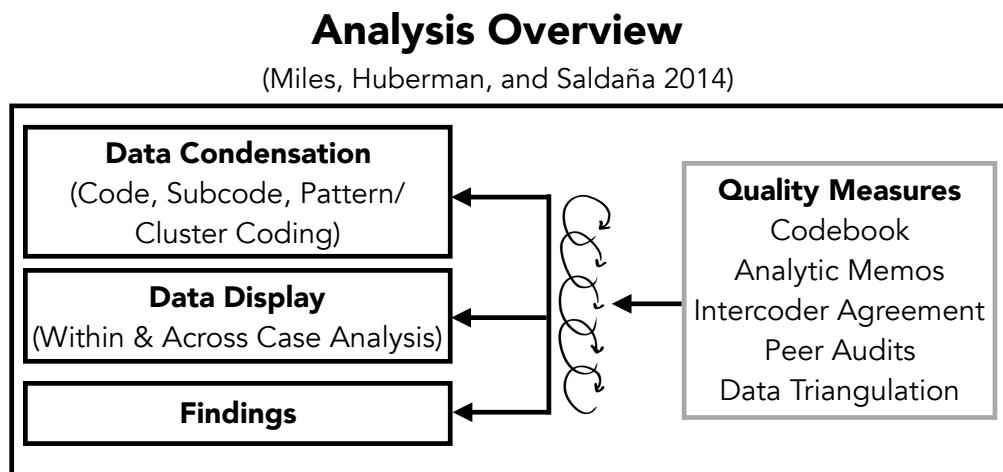 Analysis Overview
(Miles, Huberman, and Saldaña 2014)
Data Condensation
(Code, Subcode, Pattern/
Cluster Coding)
Data Display
(Within & Across Case Analysis)
Findings
Quality Measures
Codebook
Analytic Memos
Intercoder Agreement
Peer Audits
Data Triangulation